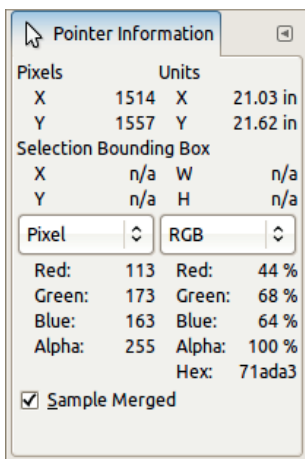 Pointer Information
Pixels Units
X 1514 X 21.03 in
Y 1557 Y 21.62 in
Selection Bounding Box
X n/a W n/a
Y n/a H n/a
Pixel RGB
Red: 113 Red: 44 %
Green: 173 Green: 68 %
Blue: 163 Blue: 64 %
Alpha: 255 Alpha: 100 %
Hex: 71ada3
Sample Merged